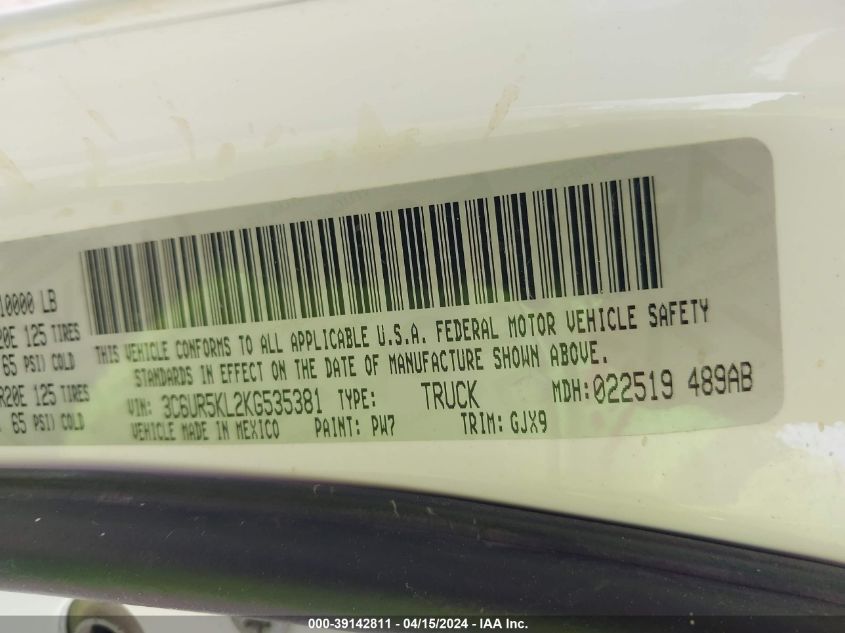 10000 LB
20E 125 TIRES
65 PSI) COLD
R20E 125 TIRES
65 PSI) COLD
THIS VEHICLE CONFORMS TO ALL APPLICABLE U.S.A. FEDERAL MOTOR VEHICLE SAFETY
STANDARDS IN EFFECT ON THE DATE OF MANUFACTURE SHOWN ABOVE.
VIN: 3C6UR5KL2KG535381 TYPE: TRUCK MDH: 022519 489AB
VEHICLE MADE IN MEXICO PAINT: PW7 TRIM: GJX9
000-39142811 - 04/15/2024 - IAA Inc.